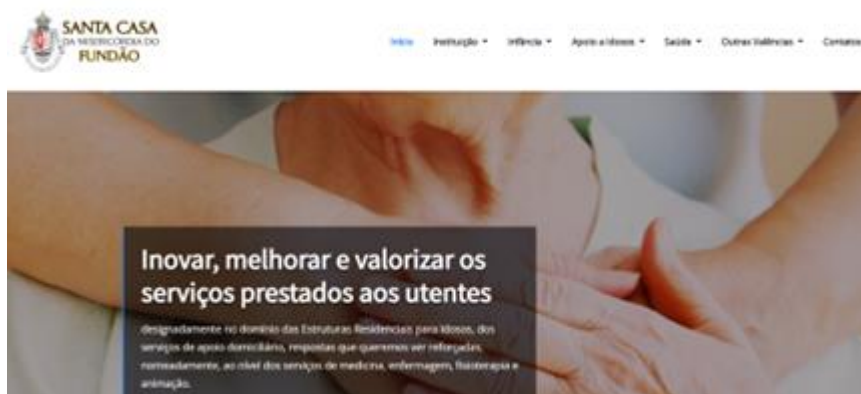 SANTA CASA
DA MISERICÓRDIA DO
FUNDÃO
Início Instituição Infância Apoio a Idosos Saúde Outras Valências Contatos
Inovar, melhorar e valorizar os
serviços prestados aos utentes
designadamente no domínio das Estruturas Residenciais para Idosos, dos
serviços de apoio domiciliário, respostas que queremos ver reforçadas,
nomeadamente, ao nível dos serviços de medicina, enfermagem, fisioterapia e
animação.